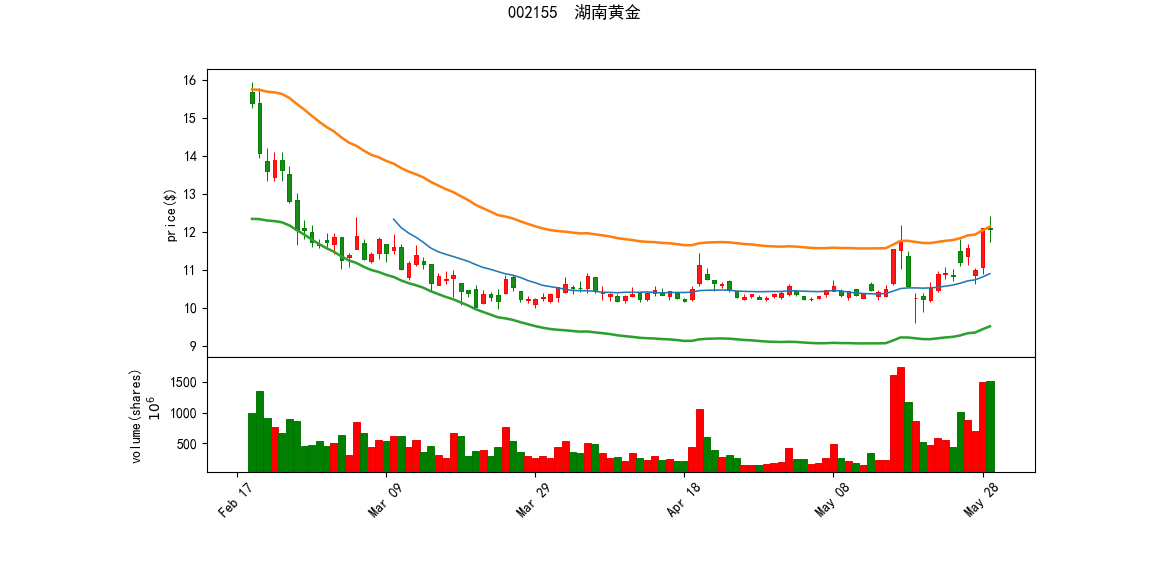 002155 湖南黄金
16
15
14
13
12
11
10
9
price($)
1500
1000
500
volume(shares)
10^6
Feb 17
Mar 09
Mar 29
Apr 18
May 08
May 28